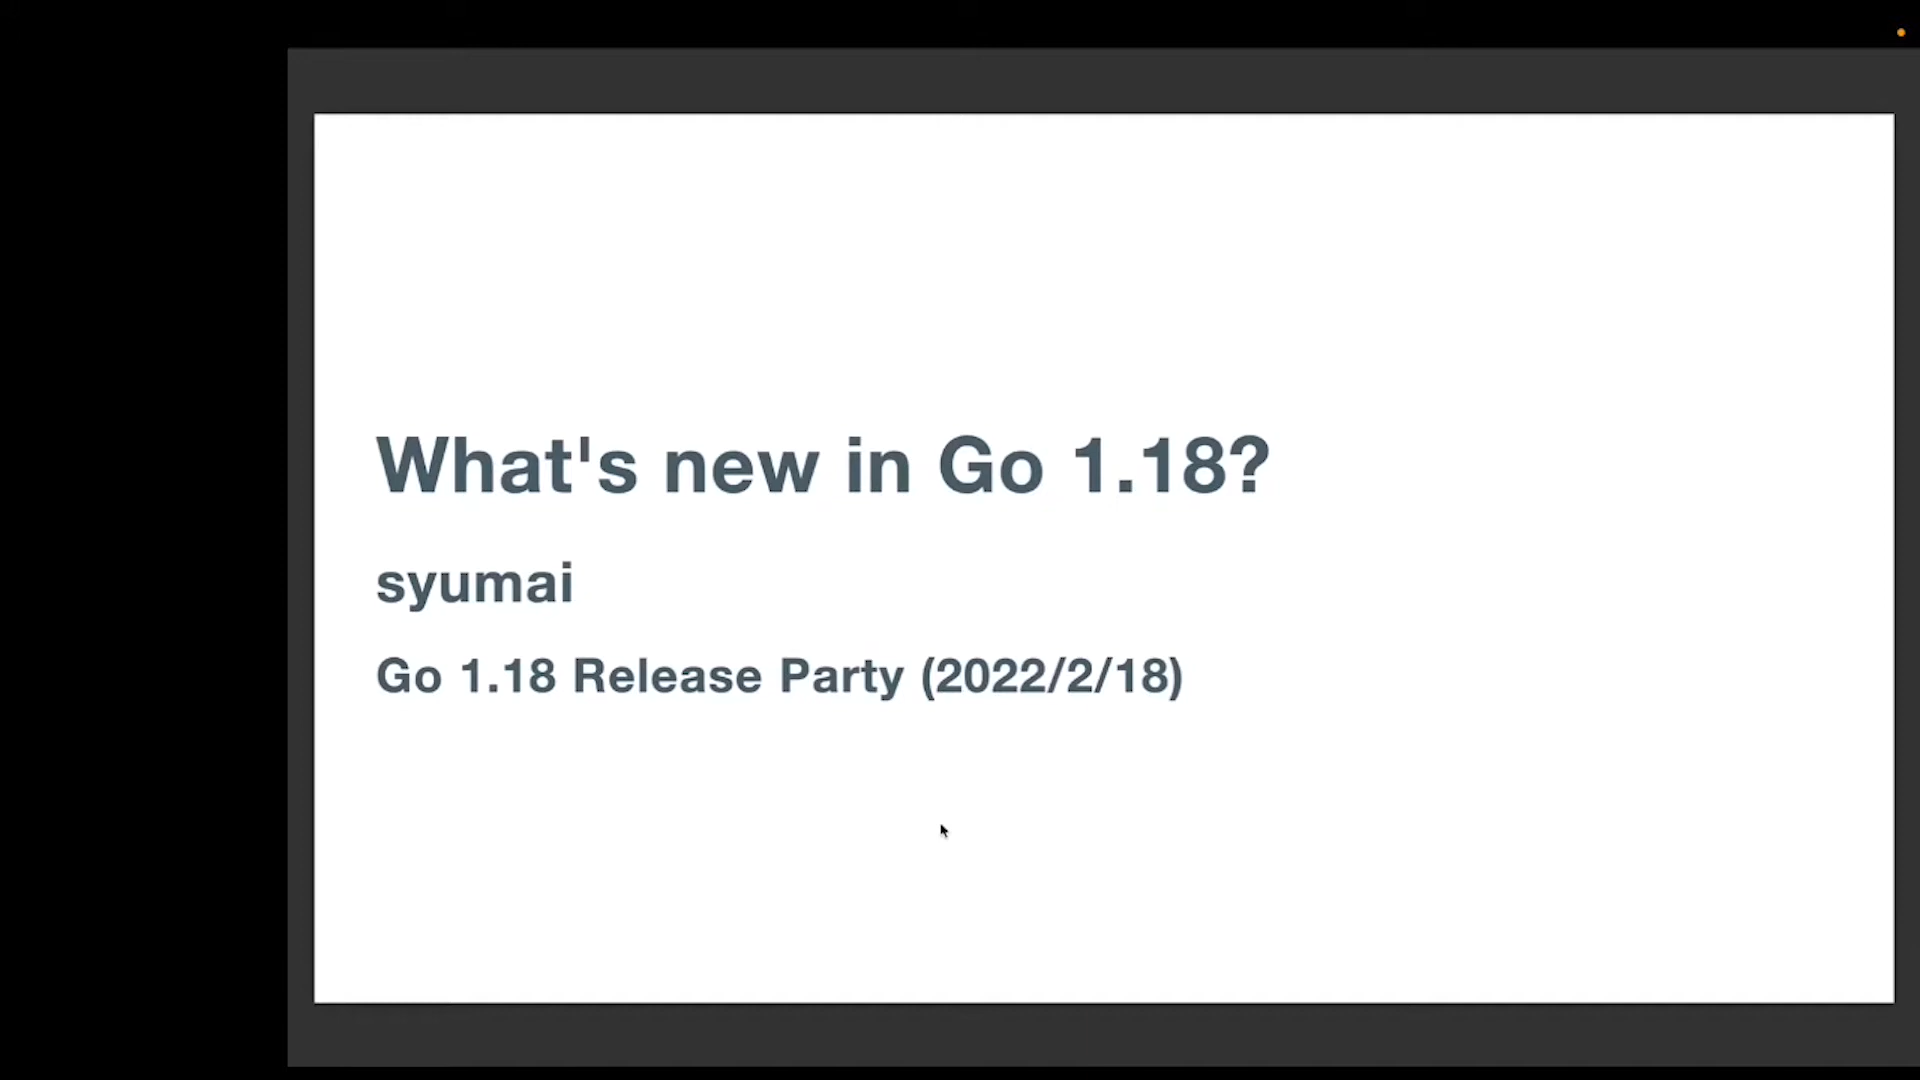 What's new in Go 1.18?
syumai
Go 1.18 Release Party (2022/2/18)